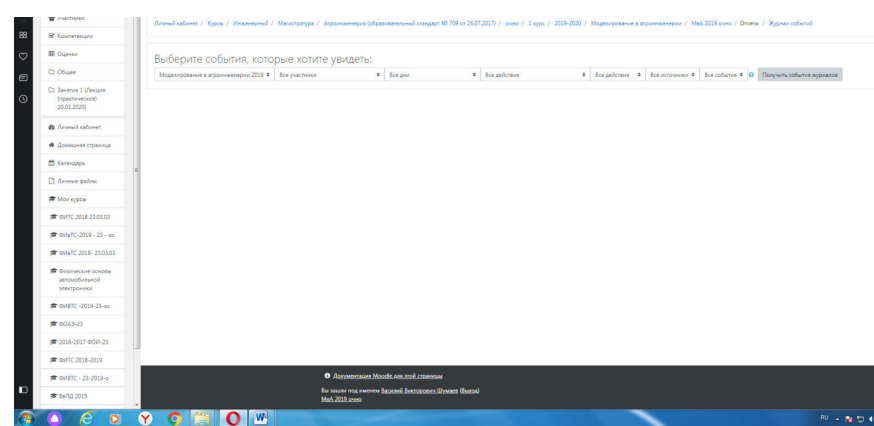 Участники
Компетенции
Оценки
Общее
Занятие 1 (Лекция
(практическое)
20.03.2020)
Личный кабинет
Домашняя страница
Календарь
Личные файлы
Мои курсы
ФИТС 2018 23.03.03
ФИвТС-2019 - 23 - зо
ФИвТС 2018- 23.03.03
Физические основы
автомобильной
электроники
ФИВТС -2019-23-зо
ФОАЭ-23
2016-2017 ФОИ-23
ФИТС 2018-2019
ФИВТС - 23-2019-о
ВвПД 2015
Личный кабинет / Курсы / Инженерный / Магистратура / Агроинженерия (образовательный стандарт № 709 от 26.07.2017) / очно / 1 курс / 2019-2020 / Моделирование в агроинженерии / МвА 2019 очно / Отчеты / Журнал событий
Выберите события, которые хотите увидеть:
Моделирование в агроинженерии 2019 Все участники Все дни Все действия Все действия Все источники Все события Получить события журналов
Документация Moodle для этой страницы
Вы зашли под именем Василий Викторович Шумаев (Выход)
МвА 2019 очно
RU